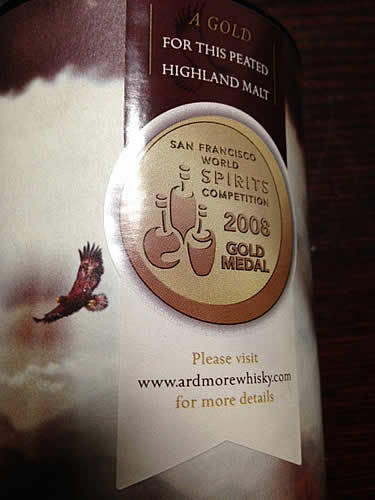 A GOLD
FOR THIS PEATED
HIGHLAND MALT
SAN FRANCISCO
WORLD
SPIRITS
COMPETITION
2008
GOLD
MEDAL
Please visit
www.ardmorewhisky.com
for more details